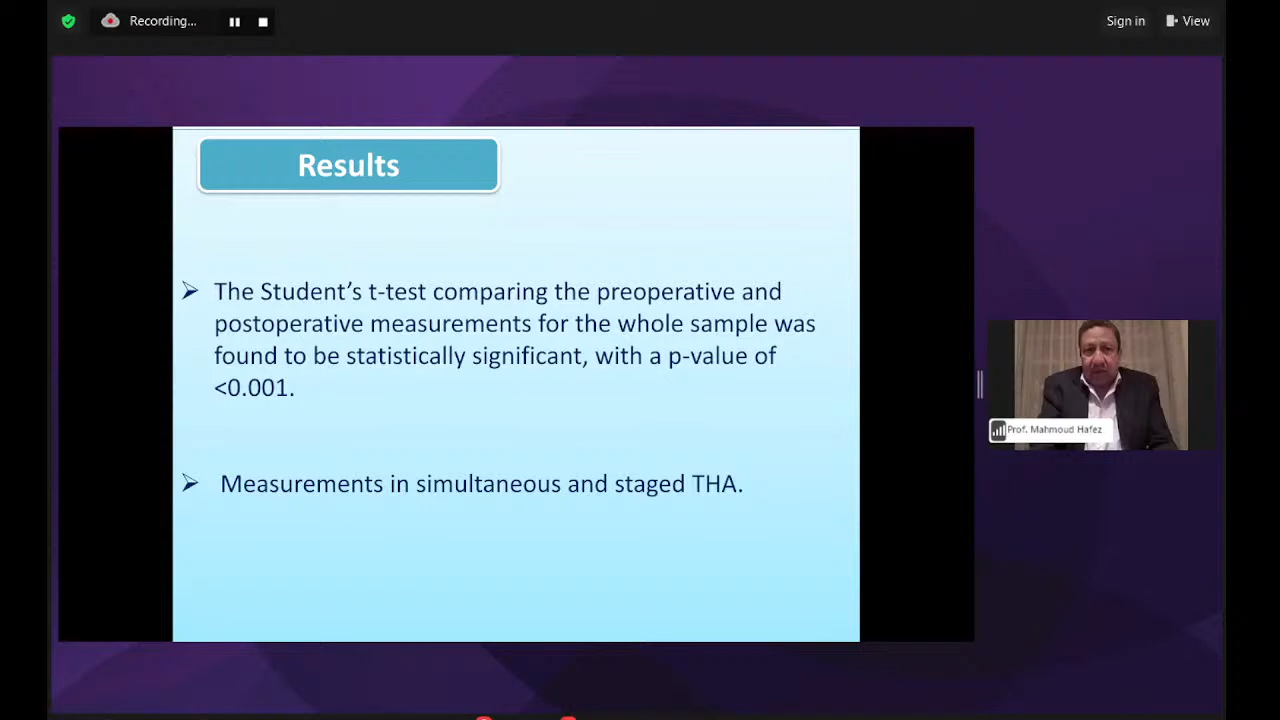 Recording...
Sign in
View
Results
The Student’s t-test comparing the preoperative and
postoperative measurements for the whole sample was
found to be statistically significant, with a p-value of
<0.001.
Measurements in simultaneous and staged THA.
Prof. Mahmoud Hafez